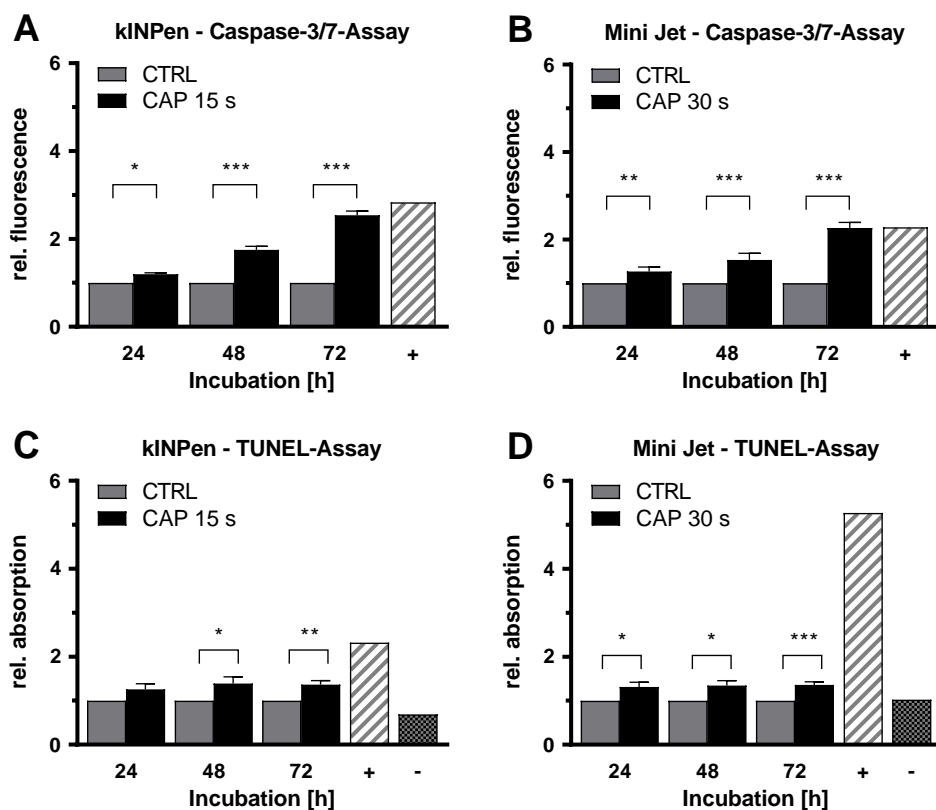 A
kINPen - Caspase-3/7-Assay
6
4
2
0
rel. fluorescence
CTRL
CAP 15 s
*
***
***
24
48
72
+
Incubation [h]
B
Mini Jet - Caspase-3/7-Assay
6
4
2
0
rel. fluorescence
CTRL
CAP 30 s
**
***
***
24
48
72
+
Incubation [h]
C
kINPen - TUNEL-Assay
6
4
2
0
rel. absorption
CTRL
CAP 15 s
*
**
24
48
72
+
-
Incubation [h]
D
Mini Jet - TUNEL-Assay
6
4
2
0
rel. absorption
CTRL
CAP 30 s
*
*
***
24
48
72
+
-
Incubation [h]